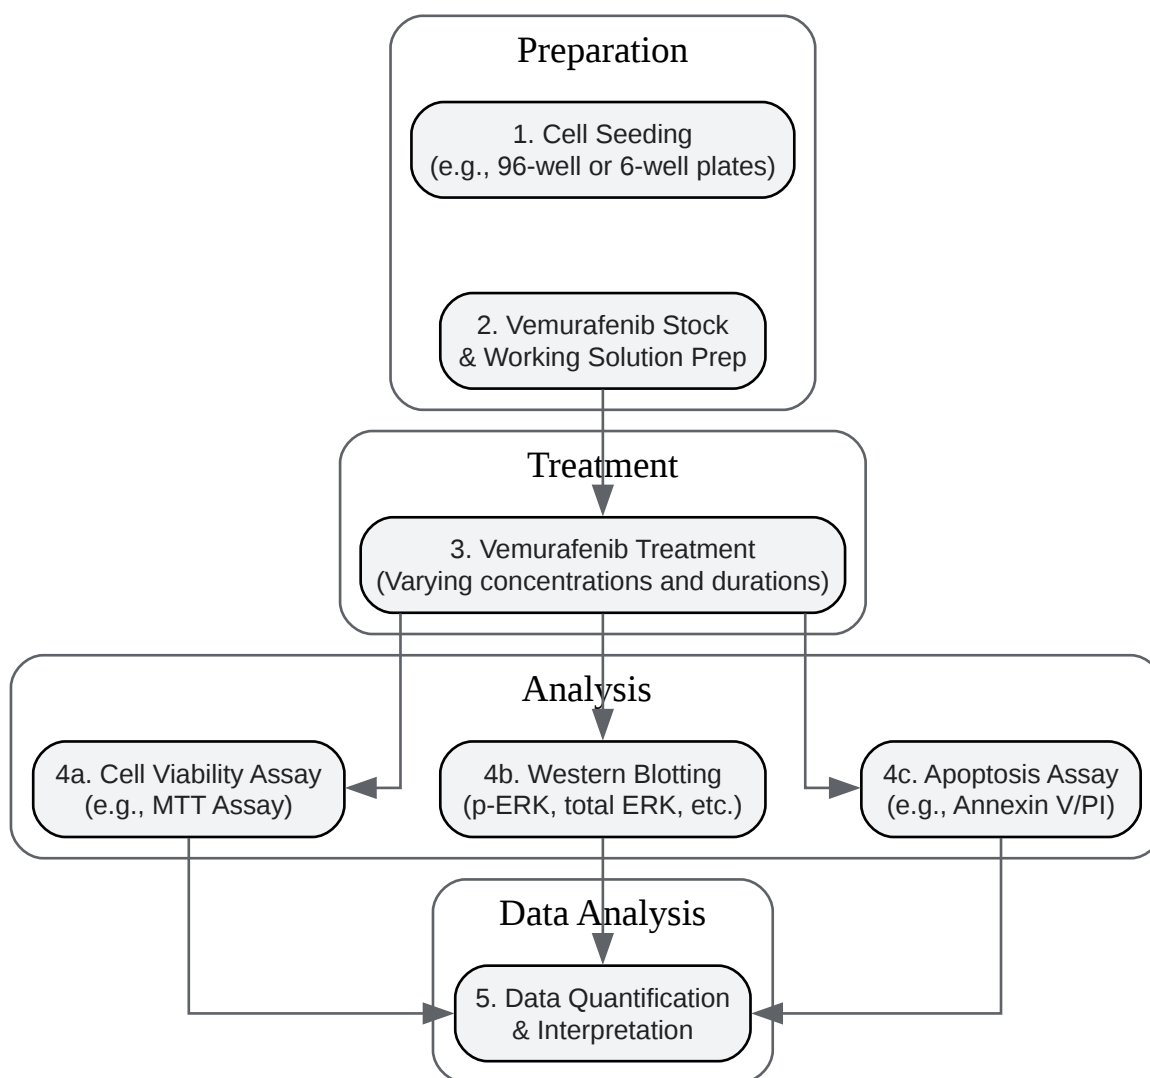 Preparation
1. Cell Seeding
(e.g., 96-well or 6-well plates)
2. Vemurafenib Stock
& Working Solution Prep
Treatment
3. Vemurafenib Treatment
(Varying concentrations and durations)
Analysis
4a. Cell Viability Assay
(e.g., MTT Assay)
4b. Western Blotting
(p-ERK, total ERK, etc.)
4c. Apoptosis Assay
(e.g., Annexin V/PI)
Data Analysis
5. Data Quantification
& Interpretation